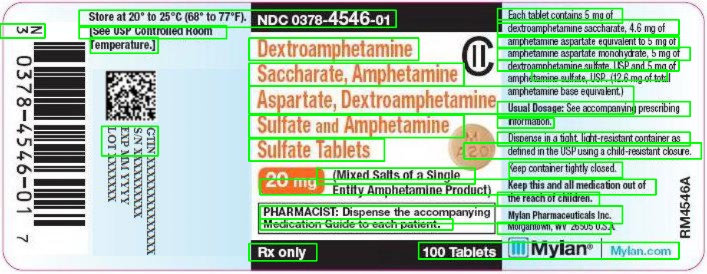 N
3 0378-4546-01 7
Store at 20° to 25°C (68° to 77°F).
[See USP Controlled Room
Temperature.]
GTIN XXXXXXXXXXXXXX
S/N XXXXXXXXXXXX
EXP MMYYYY
LOT XXXXXX
NDC 0378-4546-01
Dextroamphetamine
Saccharate, Amphetamine
Aspartate, Dextroamphetamine
Sulfate and Amphetamine
Sulfate Tablets
CII
M
A20
20 mg
(Mixed Salts of a Single
Entity Amphetamine Product)
PHARMACIST: Dispense the accompanying
Medication Guide to each patient.
Rx only
100 Tablets
Each tablet contains 5 mg of
dextroamphetamine saccharate, 4.6 mg of
amphetamine aspartate equivalent to 5 mg of
amphetamine aspartate monohydrate, 5 mg of
dextroamphetamine sulfate, USP and 5 mg of
amphetamine sulfate, USP. (12.6 mg of total
amphetamine base equivalent.)
Usual Dosage: See accompanying prescribing
information.
Dispense in a tight, light-resistant container as
defined in the USP using a child-resistant closure.
Keep container tightly closed.
Keep this and all medication out of
the reach of children.
Mylan Pharmaceuticals Inc.
Morgantown, WV 26505 U.S.A.
Mylan®
Mylan.com
RM4546A